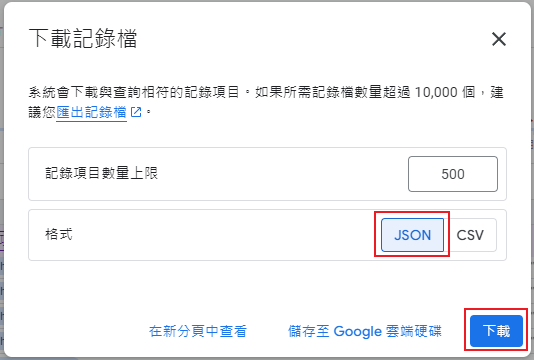 下載記錄檔
系統會下載與查詢相符的記錄項目。如果所需記錄檔數量超過 10,000 個，建
議您匯出記錄檔。
記錄項目數量上限
500
格式
JSON
CSV
在新分頁中查看
儲存至 Google 雲端硬碟
下載